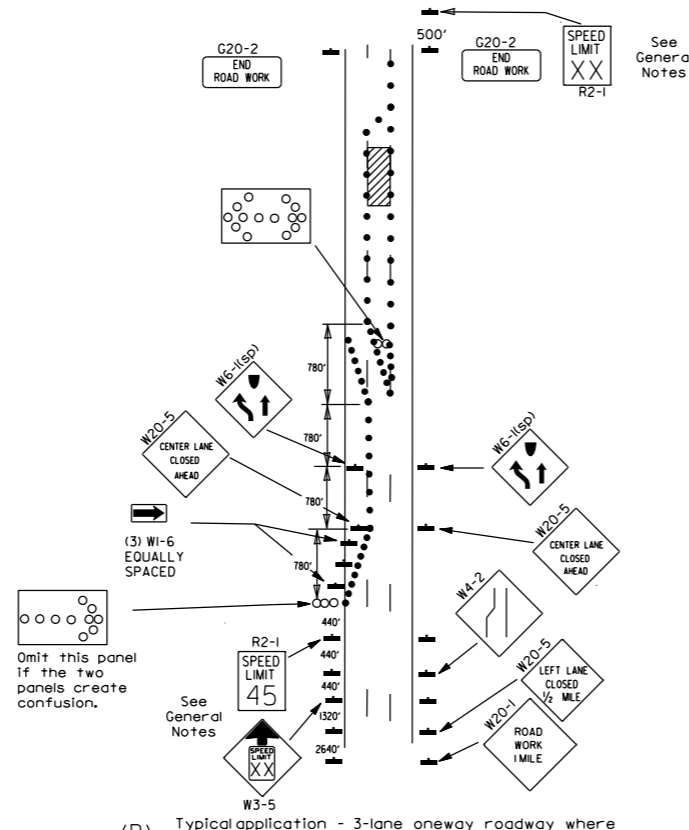 500'
G20-2
END
ROAD WORK
G20-2
END
ROAD WORK
SPEED
LIMIT
XX
R2-1
See
Genera
Notes
780'
W6-1(sp)
780'
W20-5
CENTER LANE
CLOSED
AHEAD
W6-1(sp)
780'
(3) W1-6
EQUALLY
SPACED
780'
W20-5
CENTER LANE
CLOSED
AHEAD
W4-2
Omit this panel
if the two
panels create
confusion.
440'
R2-1
SPEED
LIMIT
45
440'
440'
1320'
2640'
See
General
Notes
SPEED
LIMIT
XX
W3-5
W20-5
LEFT LANE
CLOSED
1/2 MILE
W20-1
ROAD
WORK
1 MILE
(B) Typical application - 3-lane oneway roadway where